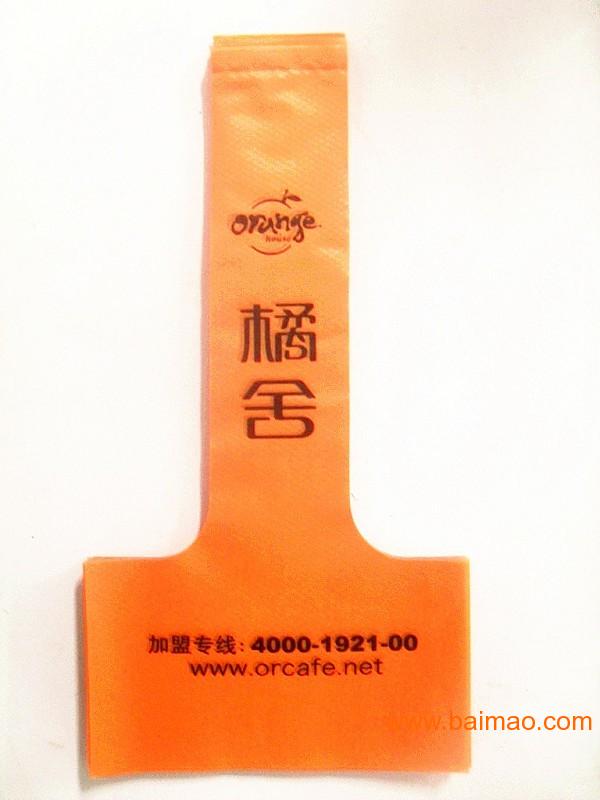 orange
house
橘
舍
加盟专线: 4000-1921-00
www.orcafe.net
www.baimao.com